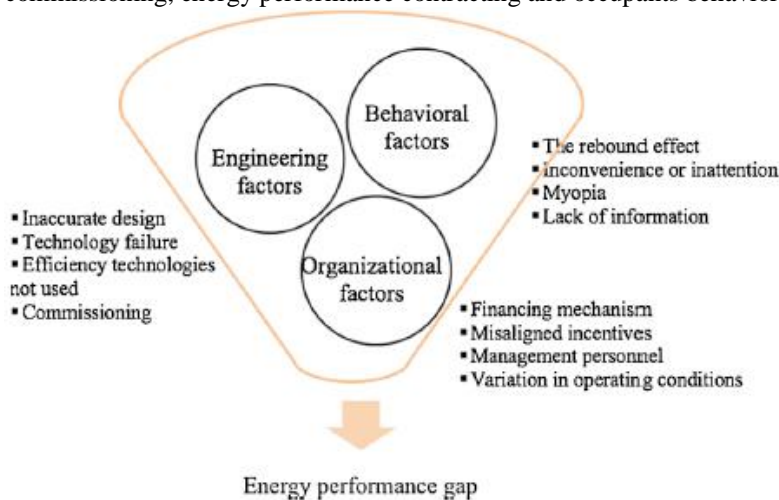 commissioning, energy performance contracting and occupants behavior
Behavioral
factors
Engineering
factors
▪ The rebound effect
▪ Inconvenience or inattention
▪ Myopia
▪ Lack of information
▪ Inaccurate design
▪ Technology failure
▪ Efficiency technologies
not used
▪ Commissioning
Organizational
factors
▪ Financing mechanism
▪ Misaligned incentives
▪ Management personnel
▪ Variation in operating conditions
Energy performance gap